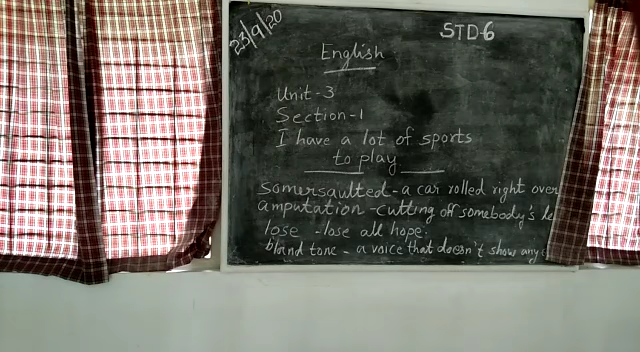 23/9/20
STD-6
English
Unit-3
Section-1
I have a lot of sports
to play
somersaulted - a car rolled right over
amputation - cutting off somebody's
lose - lose all hope.
bland tone - a voice that doesn't show any